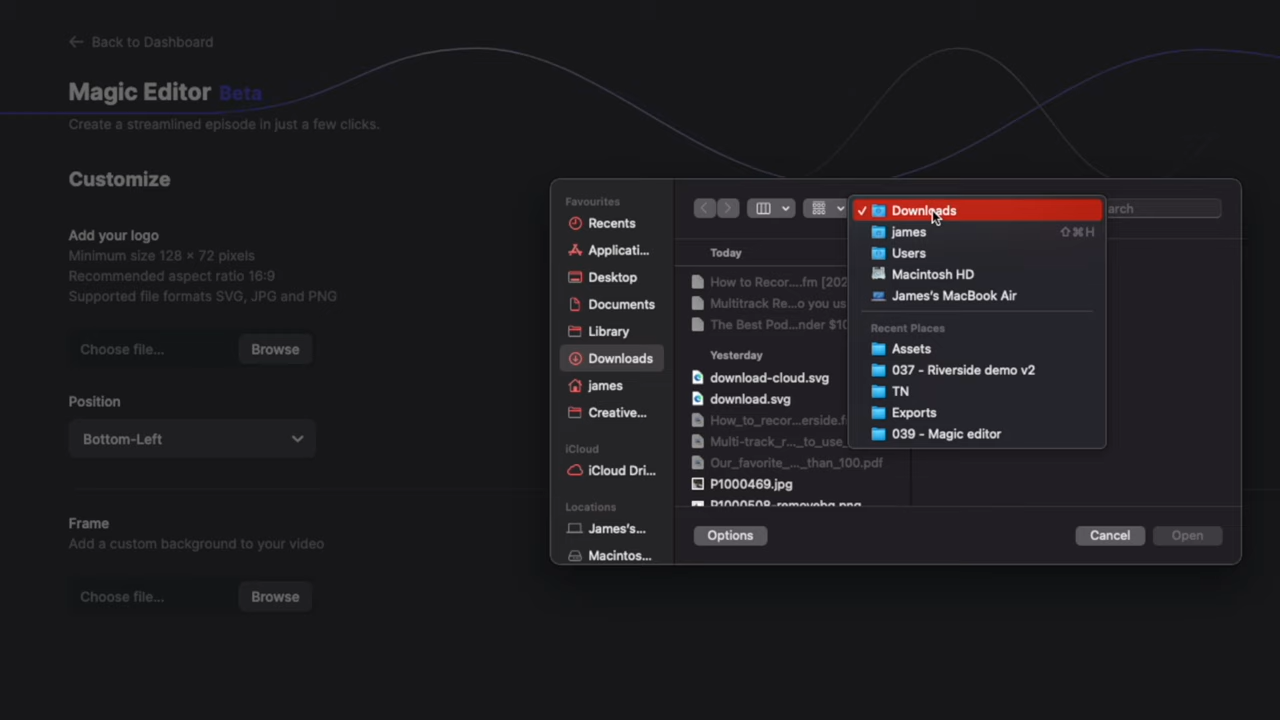 ← Back to Dashboard
Magic Editor Beta
Create a streamlined episode in just a few clicks.
Customize
Add your logo
Minimum size 128 × 72 pixels
Recommended aspect ratio 16:9
Supported file formats SVG, JPG and PNG
Choose file...
Browse
Position
Bottom-Left
Frame
Add a custom background to your video
Choose file...
Browse
Favourites
Recents
Applicati...
Desktop
Documents
Library
Downloads
james
Creative...
iCloud
iCloud Dri...
Locations
James's...
Macintos...
Today
How to Recor...fm [202
Multitrack Re...o you us
The Best Pod...nder $10
Yesterday
download-cloud.svg
download.svg
How_to_recor...erside.f
Multi-track_r..._to_use_
Our_favorite_..._than_100.pdf
P1000469.jpg
P1000508-removebg.png
Options
✓ Downloads
james ⇧⌘H
Users
Macintosh HD
James's MacBook Air
Recent Places
Assets
037 - Riverside demo v2
TN
Exports
039 - Magic editor
arch
Cancel
Open